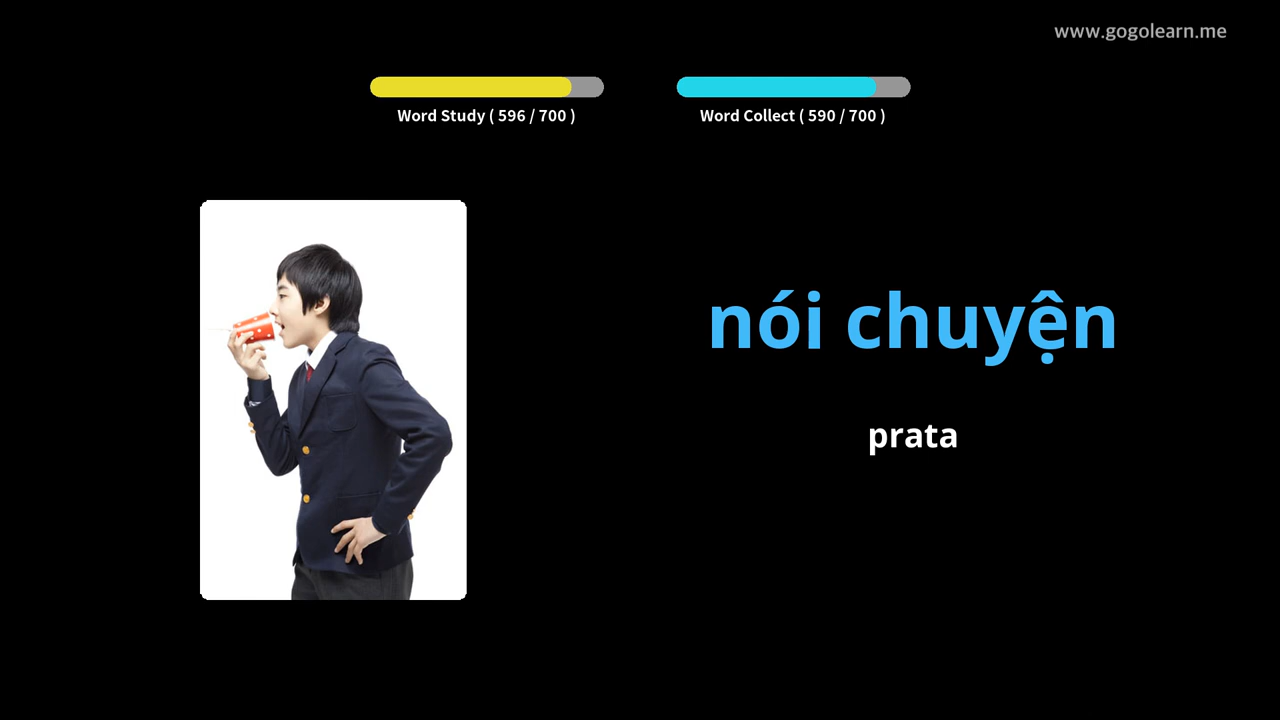 www.gogolearn.me
Word Study ( 596 / 700 )
Word Collect ( 590 / 700 )
nói chuyện
prata